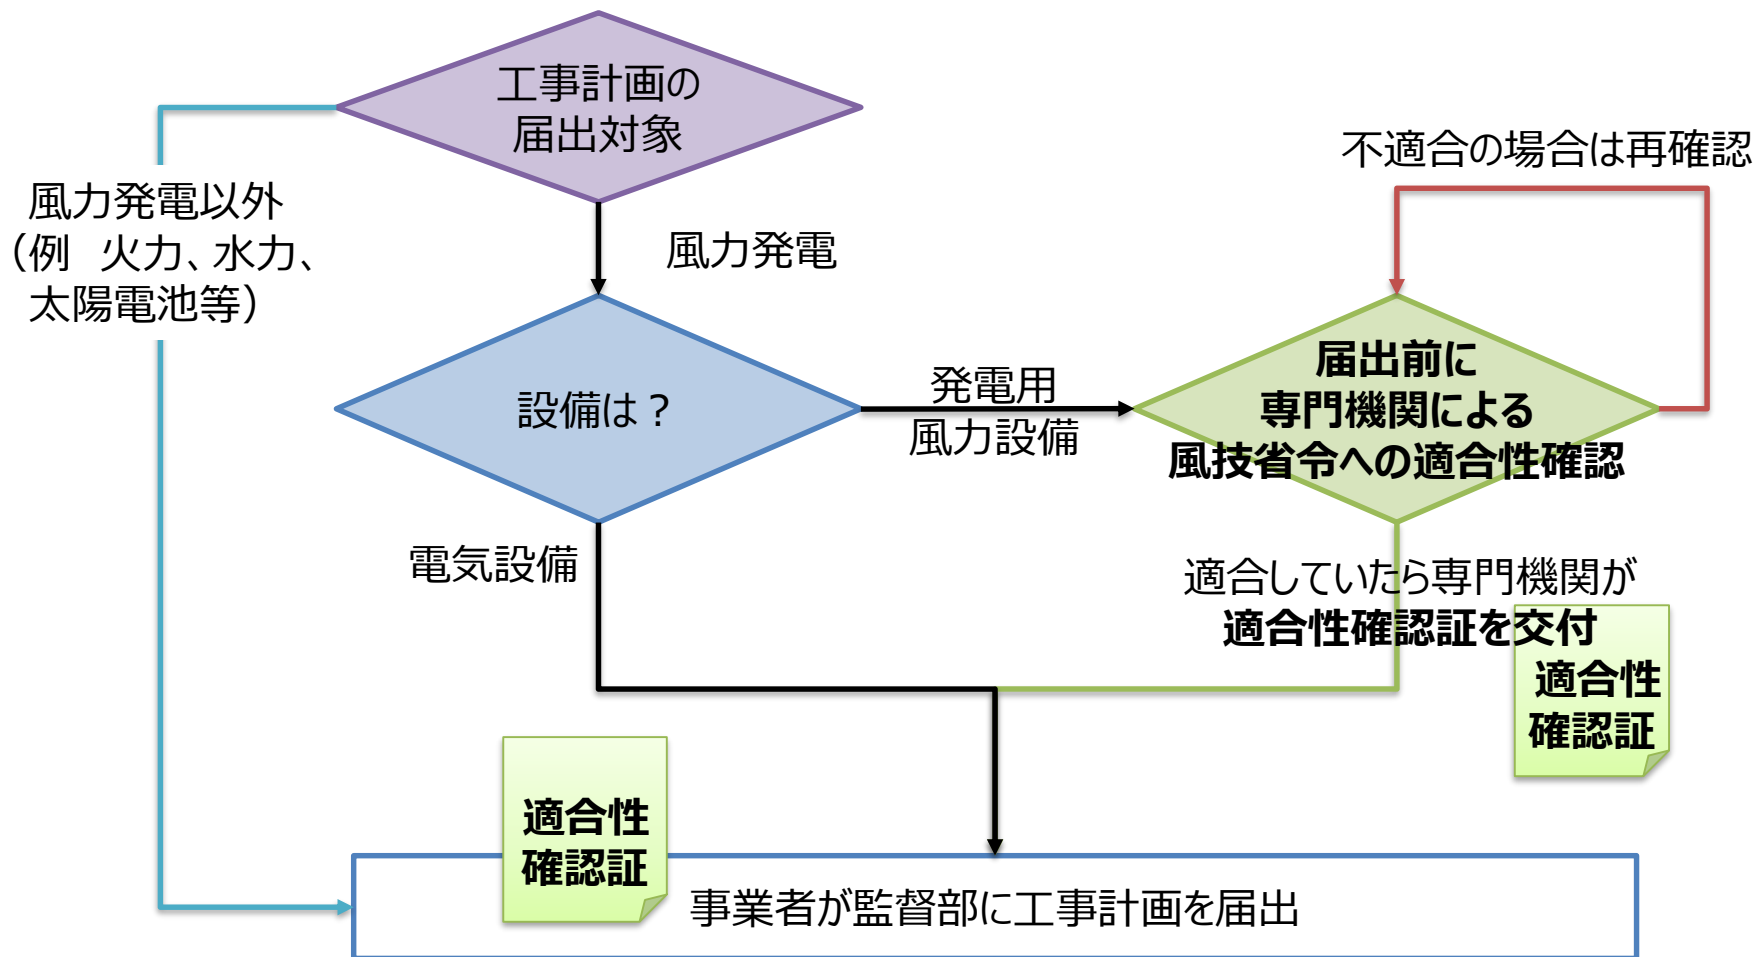 工事計画の
届出対象
不適合の場合は再確認
風力発電以外
（例　火力、水力、
太陽電池等）
風力発電
設備は？
発電用
風力設備
届出前に
専門機関による
風技省令への適合性確認
電気設備
適合していたら専門機関が
適合性確認証を交付
適合性
確認証
適合性
確認証
事業者が監督部に工事計画を届出